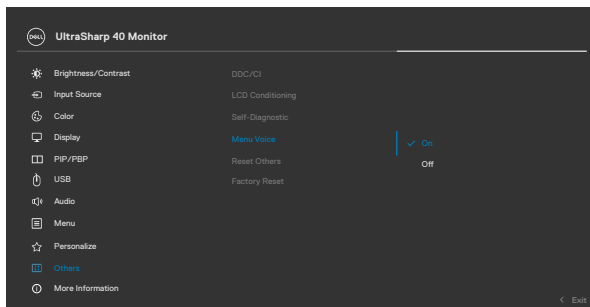 DELL UltraSharp 40 Monitor
Brightness/Contrast
Input Source
Color
Display
PIP/PBP
USB
Audio
Menu
Personalize
Others
More Information
DDC/CI
LCD Conditioning
Self-Diagnostic
Menu Voice
Reset Others
Factory Reset
On
Off
Exit